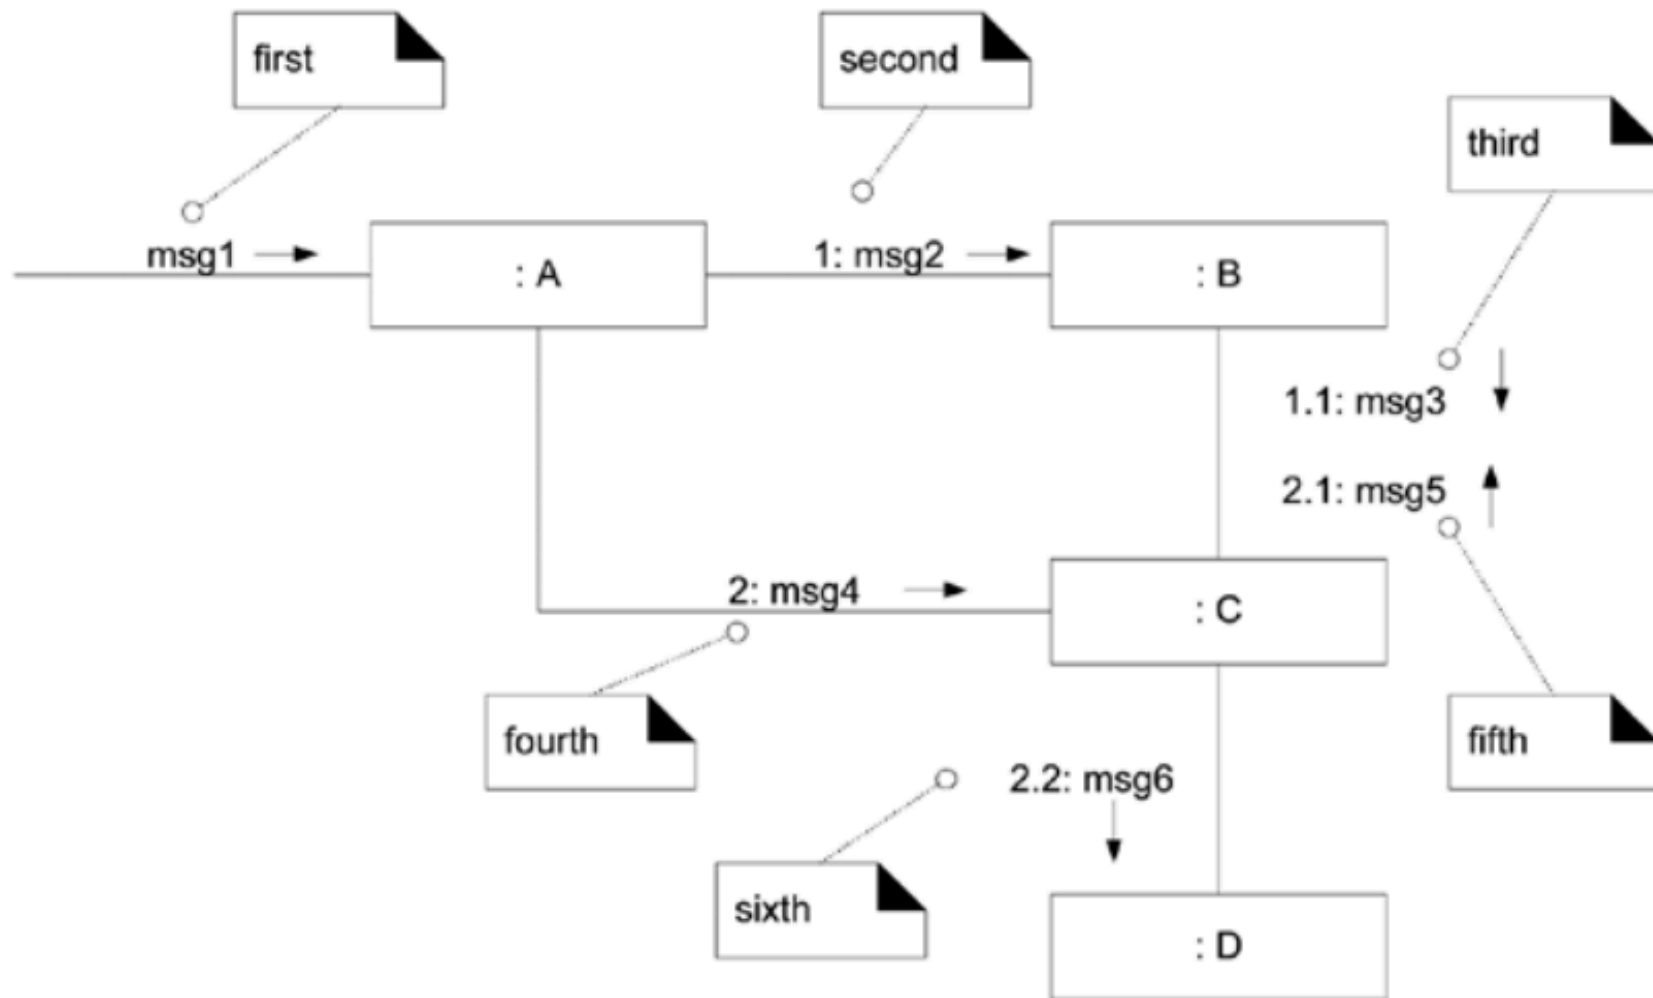 first
second
third
msg1
: A
1: msg2
: B
1.1: msg3
2.1: msg5
2: msg4
: C
fourth
fifth
2.2: msg6
sixth
: D